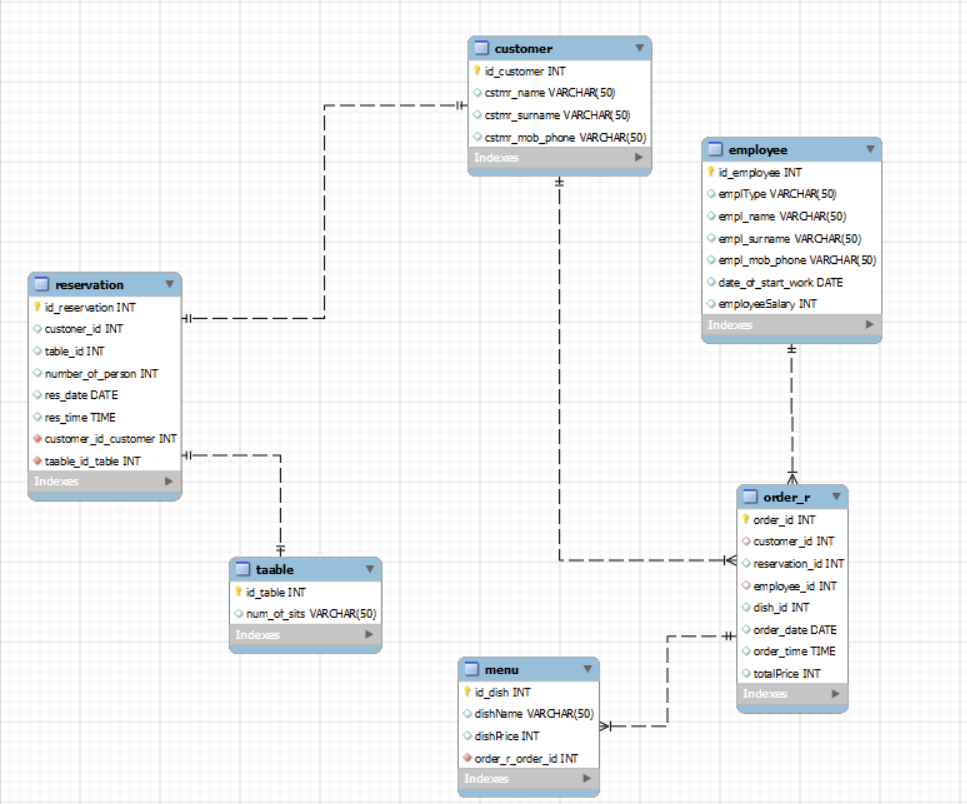 customer
id_customer INT
cstmr_name VARCHAR(50)
cstmr_surname VARCHAR(50)
cstmr_mob_phone VARCHAR(50)
Indexes
employee
id_employee INT
emplType VARCHAR(50)
empl_name VARCHAR(50)
empl_surname VARCHAR(50)
empl_mob_phone VARCHAR(50)
date_of_start_work DATE
employeeSalary INT
Indexes
reservation
id_reservation INT
custoner_id INT
table_id INT
number_of_person INT
res_date DATE
res_time TIME
customer_id_customer INT
taable_id_table INT
Indexes
taable
id_table INT
num_of_sits VARCHAR(50)
Indexes
order_r
order_id INT
customer_id INT
reservation_id INT
employee_id INT
dish_id INT
order_date DATE
order_time TIME
totalPrice INT
Indexes
menu
id_dish INT
dishName VARCHAR(50)
dishPrice INT
order_r_order_id INT
Indexes